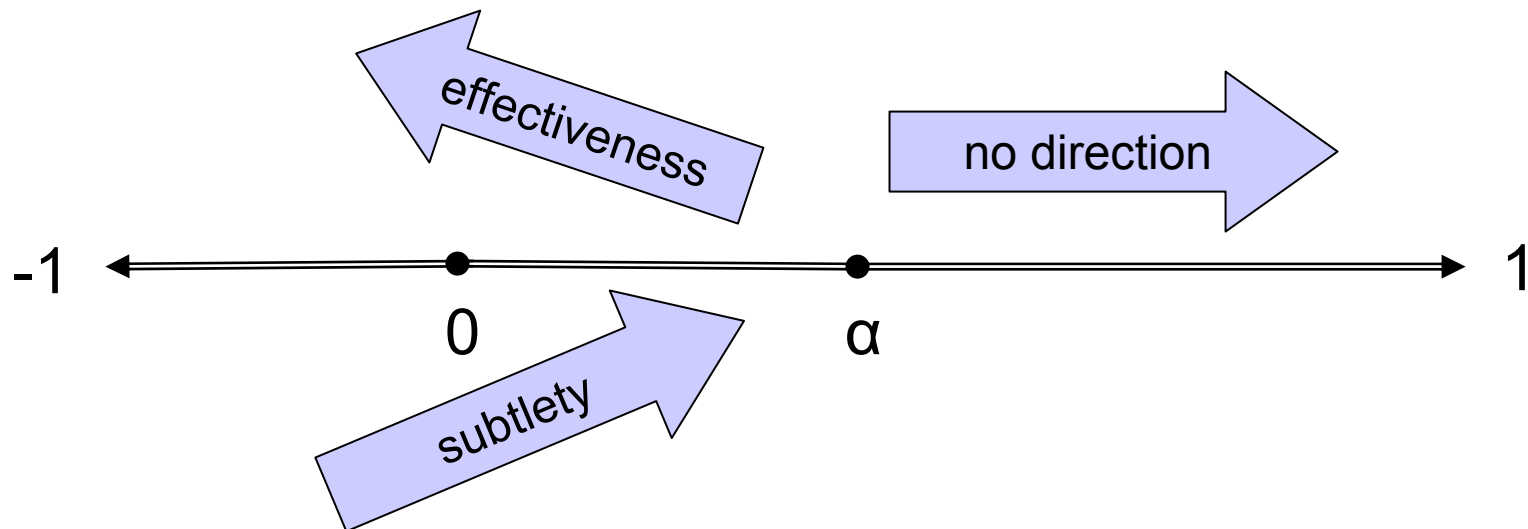 effectiveness
no direction
-1
1
0
α
subtlety